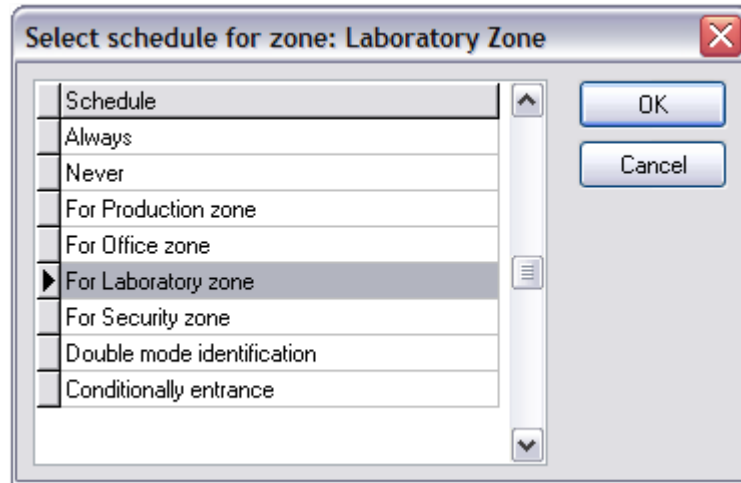 Select schedule for zone: Laboratory Zone
Schedule
Always
Never
For Production zone
For Office zone
For Laboratory zone
For Security zone
Double mode identification
Conditionally entrance
OK
Cancel